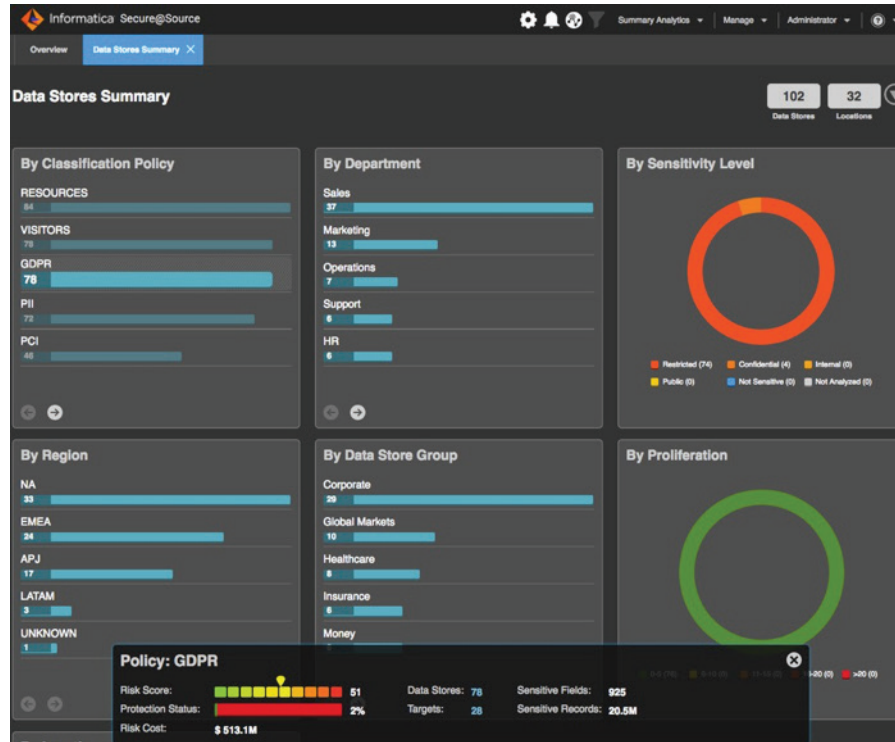 Informatica Secure@Source
Summary Analytics
Manage
Administrator
Overview
Data Stores Summary
Data Stores Summary
102
Data Stores
32
Locations
By Classification Policy
RESOURCES
84
VISITORS
78
GDPR
78
PII
72
PCI
46
By Department
Sales
37
Marketing
13
Operations
7
Support
6
HR
6
By Sensitivity Level
Restricted (74) Confidential (4) Internal (0)
Public (0) Not Sensitive (0) Not Analyzed (0)
By Region
NA
33
EMEA
24
APJ
17
LATAM
3
UNKNOWN
1
By Data Store Group
Corporate
29
Global Markets
10
Healthcare
8
Insurance
6
Money
By Proliferation
>20 (0)
Policy: GDPR
Risk Score: 51 Data Stores: 78 Sensitive Fields: 925
Protection Status: 2% Targets: 28 Sensitive Records: 20.5M
Risk Cost: $ 513.1M